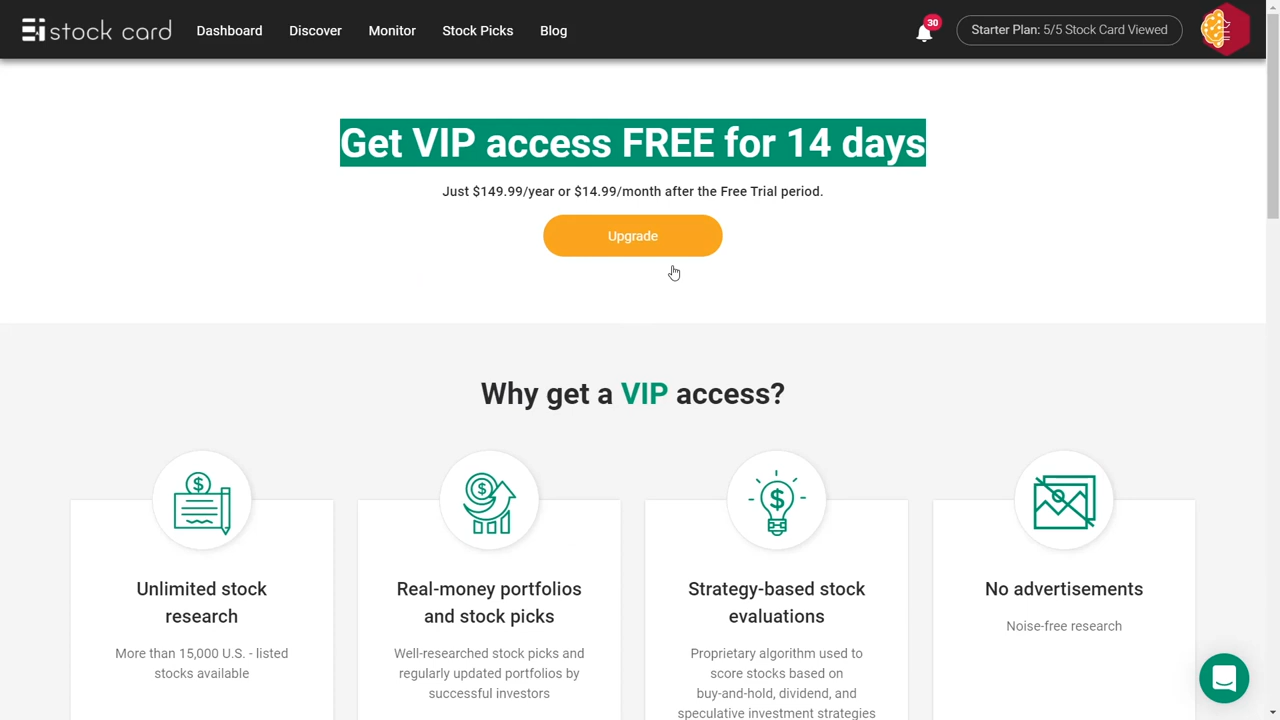 stock card Dashboard Discover Monitor Stock Picks Blog 30 Starter Plan: 5/5 Stock Card Viewed
Get VIP access FREE for 14 days
Just $149.99/year or $14.99/month after the Free Trial period.
Upgrade
Why get a VIP access?
Unlimited stock
research
More than 15,000 U.S. - listed
stocks available
Real-money portfolios
and stock picks
Well-researched stock picks and
regularly updated portfolios by
successful investors
Strategy-based stock
evaluations
Proprietary algorithm used to
score stocks based on
buy-and-hold, dividend, and
speculative investment strategies
No advertisements
Noise-free research